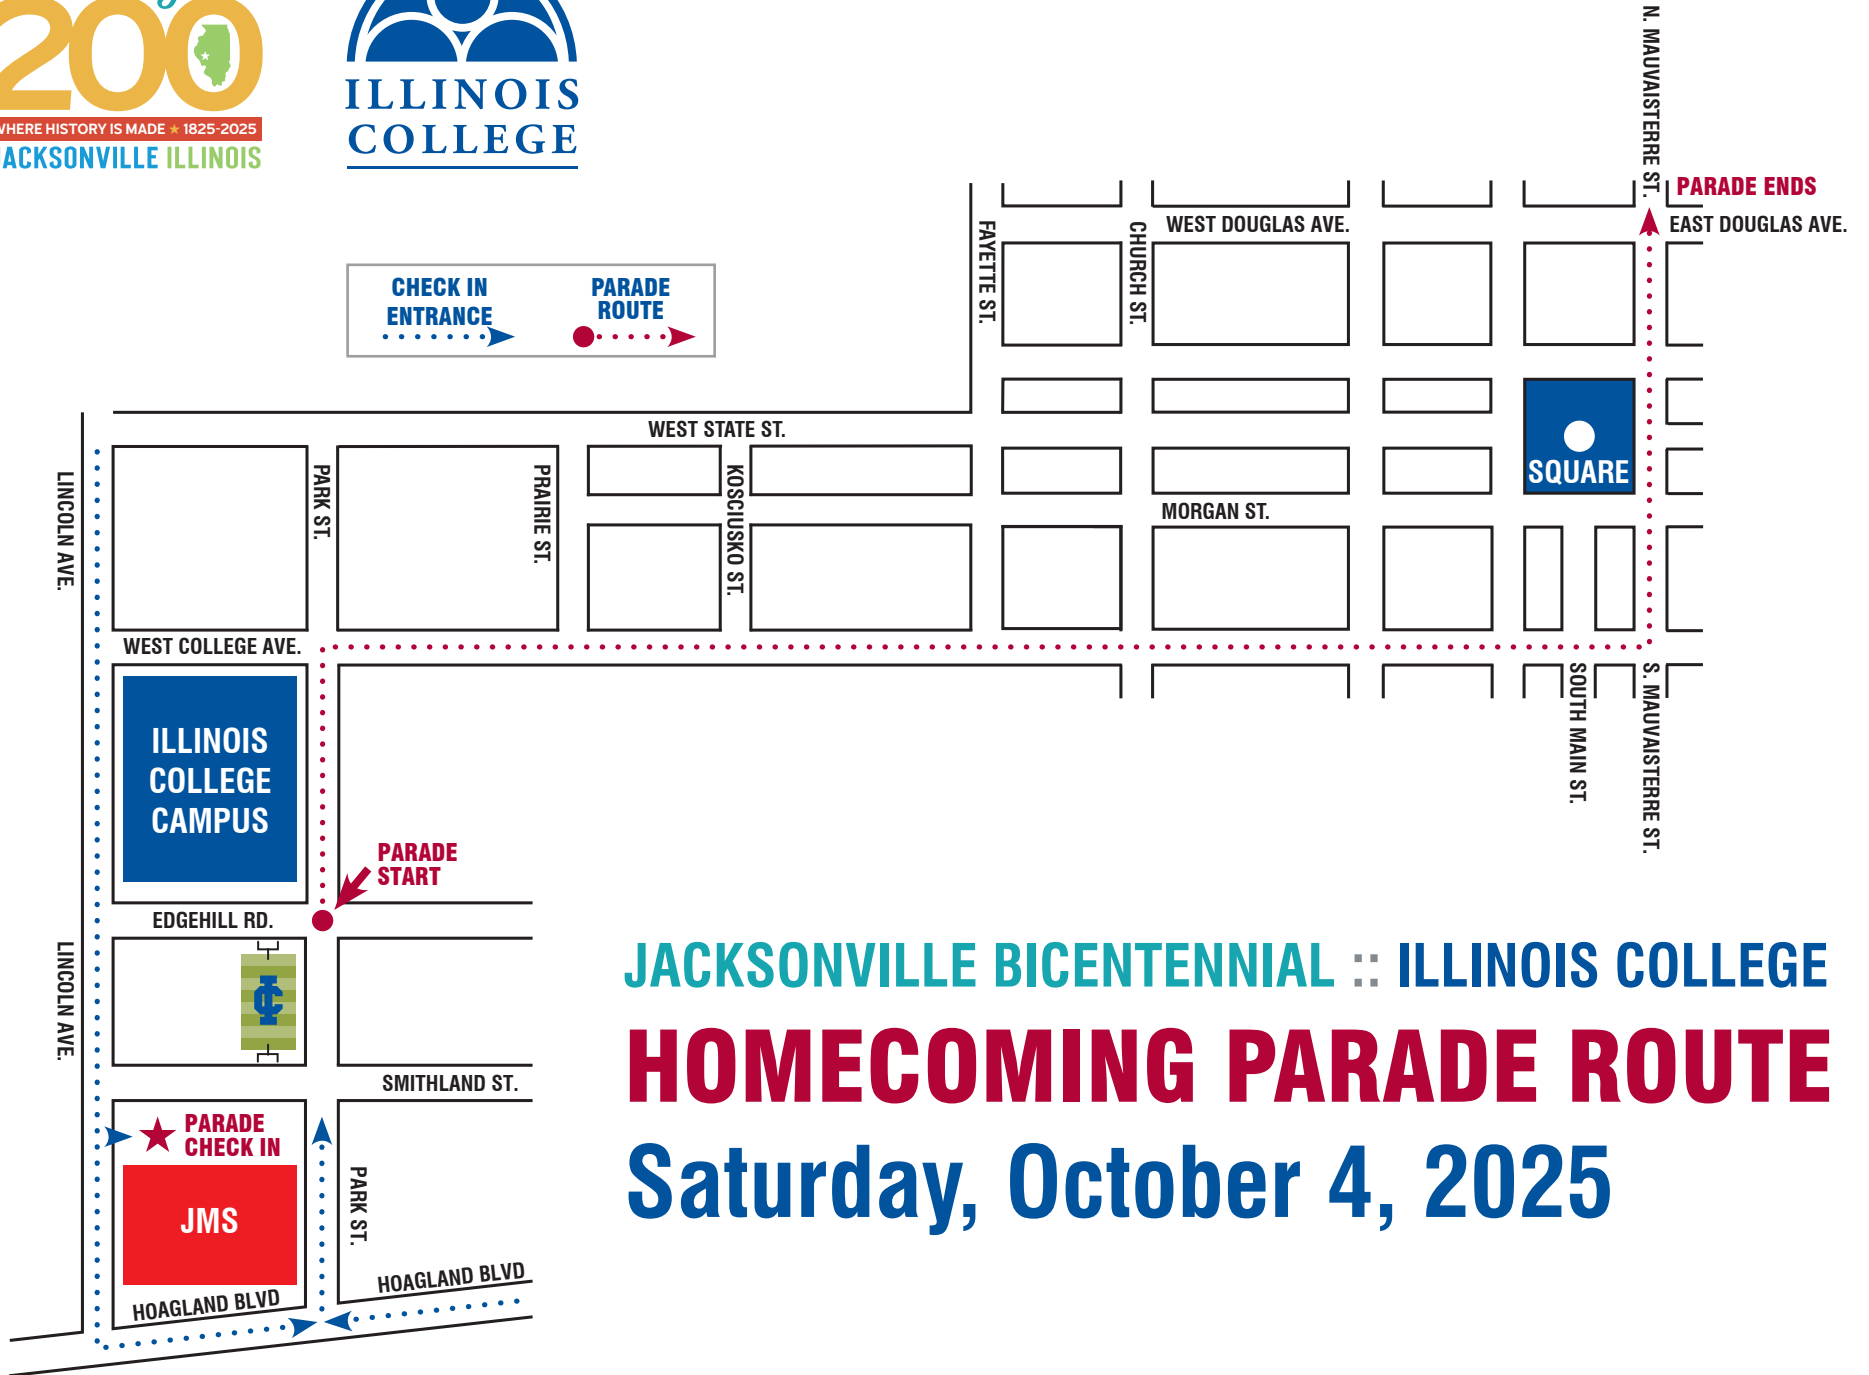 200
WHERE HISTORY IS MADE ★ 1825-2025
JACKSONVILLE ILLINOIS
ILLINOIS
COLLEGE
CHECK IN
ENTRANCE
PARADE
ROUTE
N. MAUVAISTERRE ST.
PARADE ENDS
WEST DOUGLAS AVE.
EAST DOUGLAS AVE.
FAYETTE ST.
CHURCH ST.
WEST STATE ST.
LINCOLN AVE.
PARK ST.
PRAIRIE ST.
KOSCIUSKO ST.
SQUARE
MORGAN ST.
WEST COLLEGE AVE.
SOUTH MAIN ST.
S. MAUVAISTERRE ST.
ILLINOIS
COLLEGE
CAMPUS
PARADE
START
EDGEHILL RD.
LINCOLN AVE.
IC
SMITHLAND ST.
PARADE
CHECK IN
JMS
PARK ST.
HOAGLAND BLVD
HOAGLAND BLVD
JACKSONVILLE BICENTENNIAL :: ILLINOIS COLLEGE
HOMECOMING PARADE ROUTE
Saturday, October 4, 2025